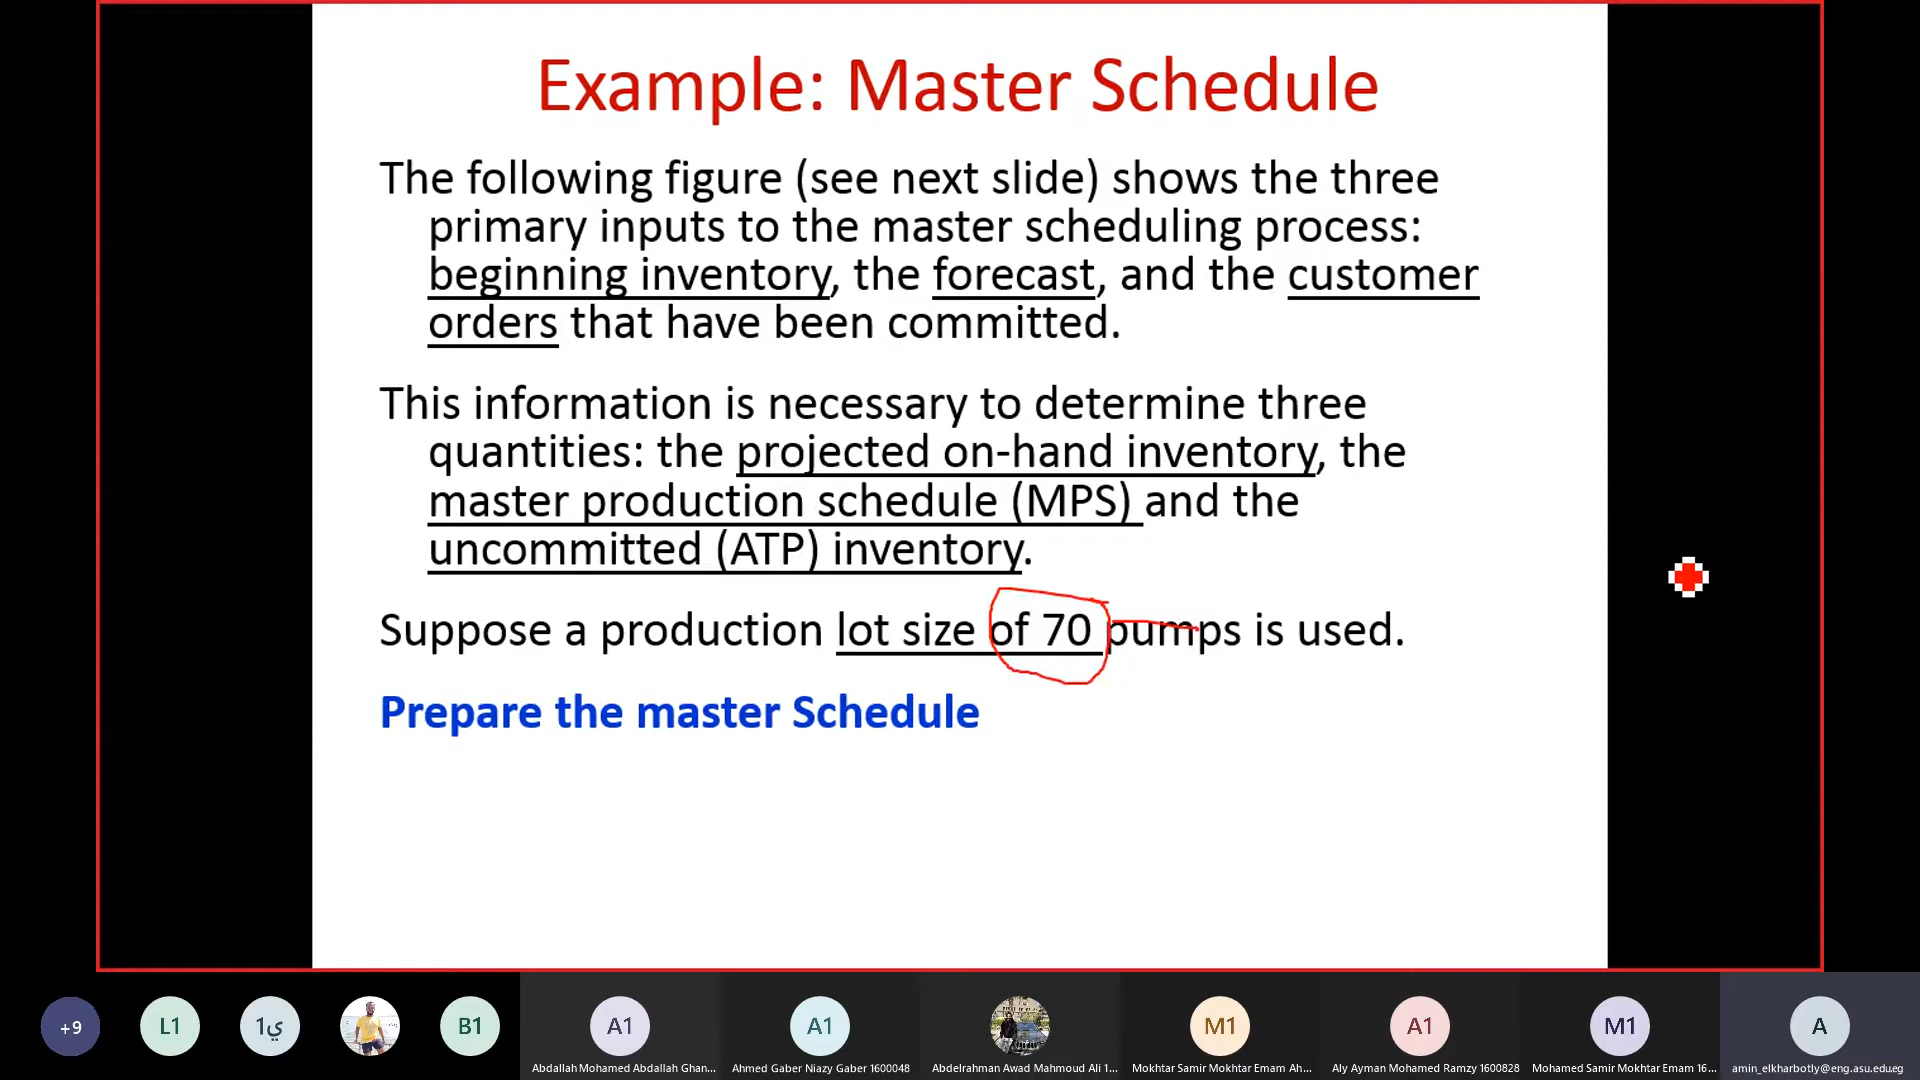 Example: Master Schedule
The following figure (see next slide) shows the three
primary inputs to the master scheduling process:
beginning inventory, the forecast, and the customer
orders that have been committed.
This information is necessary to determine three
quantities: the projected on-hand inventory, the
master production schedule (MPS) and the
uncommitted (ATP) inventory.
Suppose a production lot size of 70 pumps is used.
Prepare the master Schedule
+9 L1 ي1 B1 A1 A1 M1 A1 M1 A
Abdallah Mohamed Abdallah Ghan... Ahmed Gaber Niazy Gaber 1600048 Abdelrahman Awad Mahmoud Ali 1... Mokhtar Samir Mokhtar Emam Ah... Aly Ayman Mohamed Ramzy 1600828 Mohamed Samir Mokhtar Emam 16... amin_elkharbotly@eng.asu.edu.eg